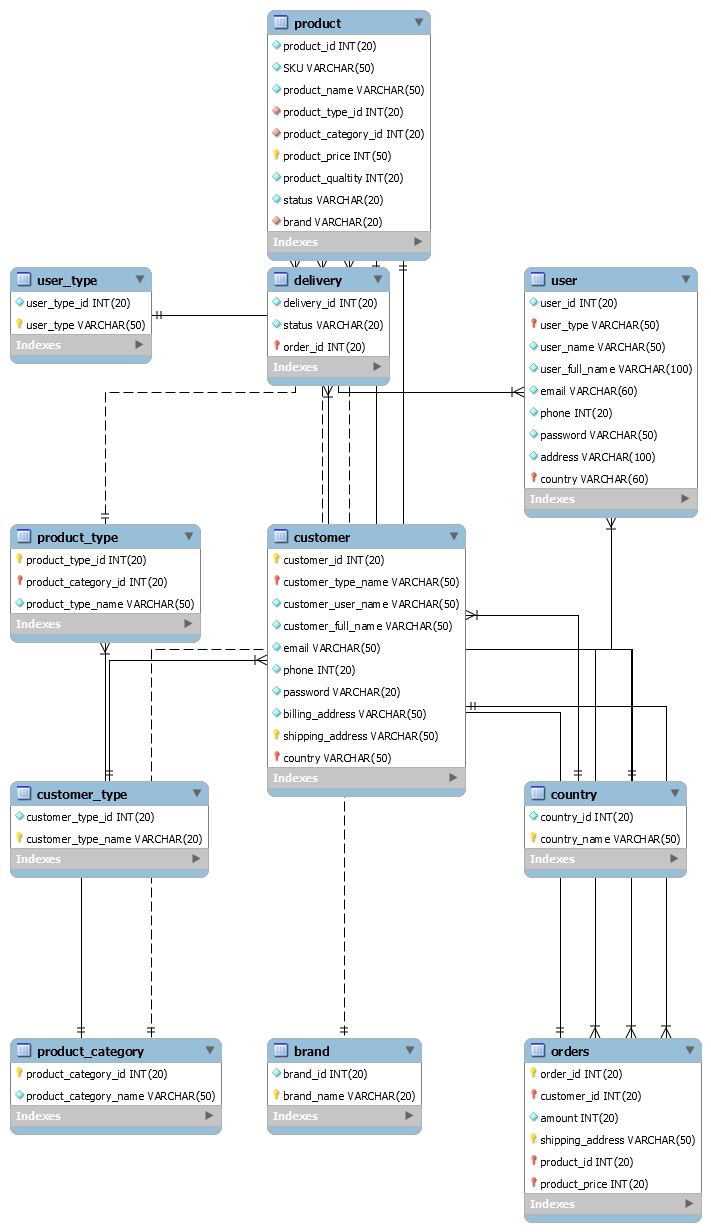 product
product_id INT(20)
SKU VARCHAR(50)
product_name VARCHAR(50)
product_type_id INT(20)
product_category_id INT(20)
product_price INT(50)
product_qualtity INT(20)
status VARCHAR(20)
brand VARCHAR(20)
Indexes
user_type
user_type_id INT(20)
user_type VARCHAR(50)
Indexes
delivery
delivery_id INT(20)
status VARCHAR(20)
order_id INT(20)
Indexes
user
user_id INT(20)
user_type VARCHAR(50)
user_name VARCHAR(50)
user_full_name VARCHAR(100)
email VARCHAR(60)
phone INT(20)
password VARCHAR(50)
address VARCHAR(100)
country VARCHAR(60)
Indexes
product_type
product_type_id INT(20)
product_category_id INT(20)
product_type_name VARCHAR(50)
Indexes
customer
customer_id INT(20)
customer_type_name VARCHAR(50)
customer_user_name VARCHAR(50)
customer_full_name VARCHAR(50)
email VARCHAR(50)
phone INT(20)
password VARCHAR(20)
billing_address VARCHAR(50)
shipping_address VARCHAR(50)
country VARCHAR(50)
Indexes
customer_type
customer_type_id INT(20)
customer_type_name VARCHAR(20)
Indexes
country
country_id INT(20)
country_name VARCHAR(50)
Indexes
product_category
product_category_id INT(20)
product_category_name VARCHAR(50)
Indexes
brand
brand_id INT(20)
brand_name VARCHAR(20)
Indexes
orders
order_id INT(20)
customer_id INT(20)
amount INT(20)
shipping_address VARCHAR(50)
product_id INT(20)
product_price INT(20)
Indexes